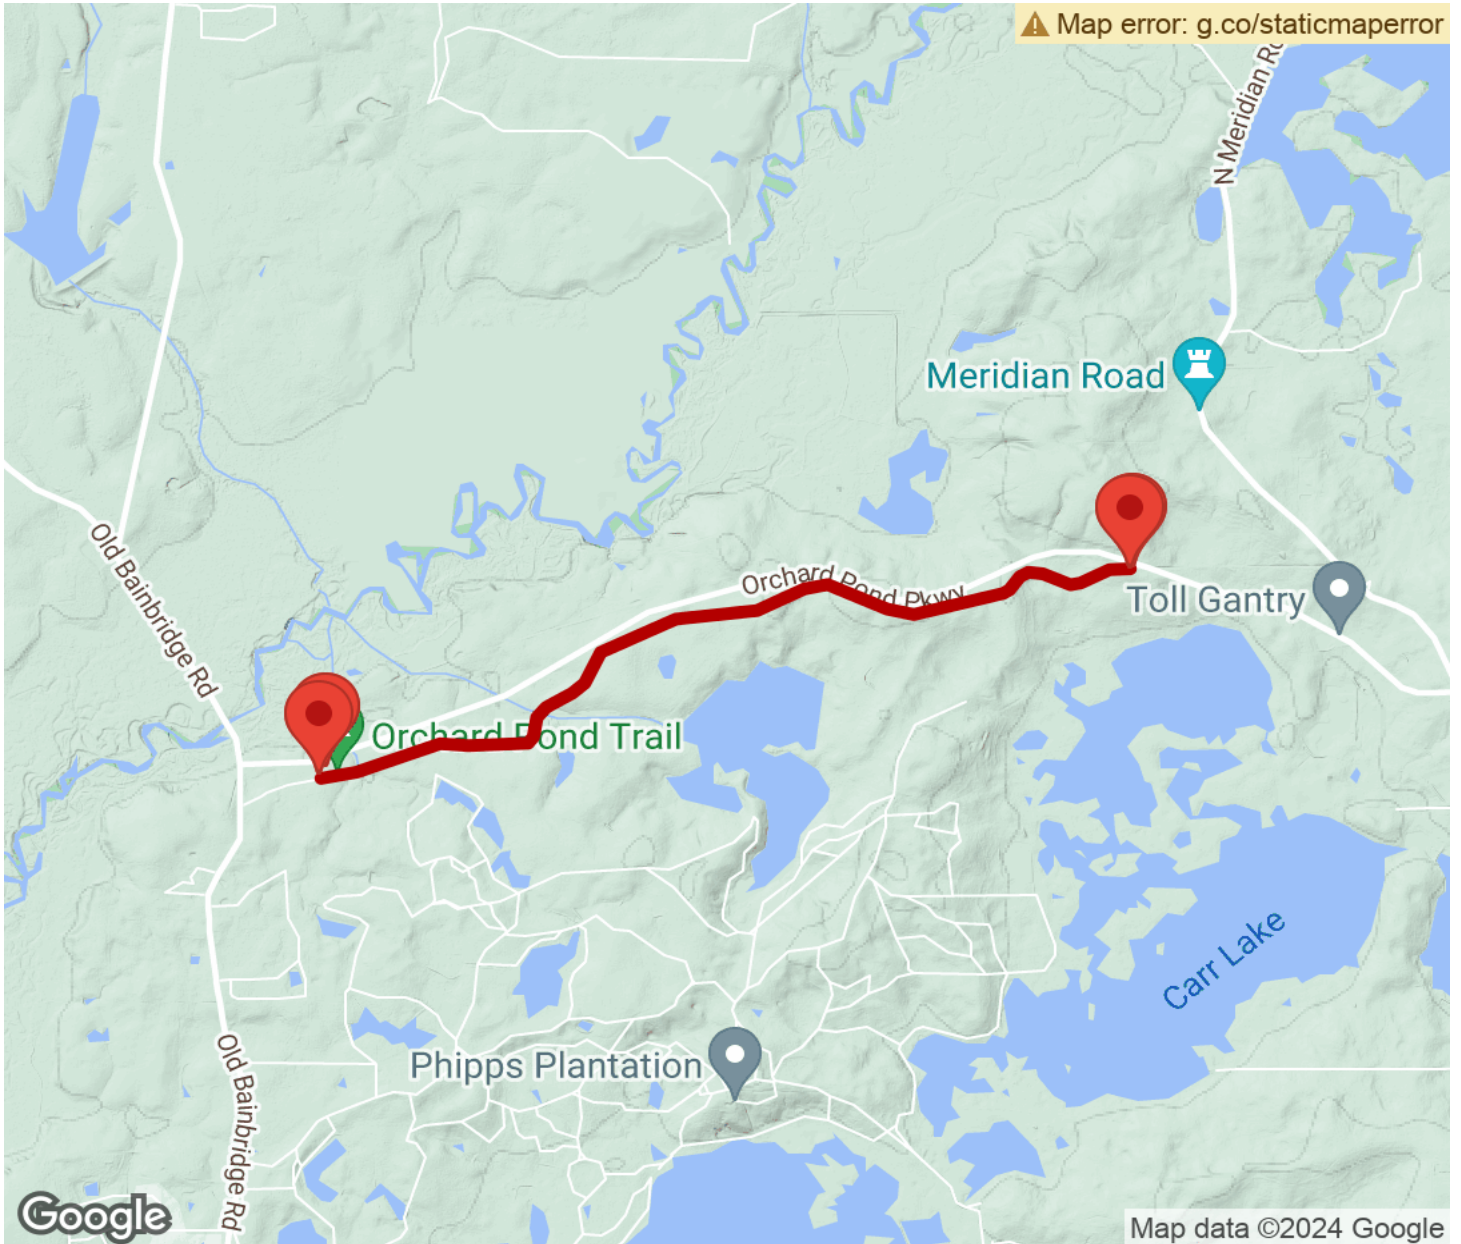 Map error: g.co/staticmaperror
N Meridian Ro
Meridian Road
Old Bainbridge Rd
Orchard Pond Pkwy
Toll Gantry
Orchard Pond Trail
Carr Lake
Phipps Plantation
Old Bainbridge Rd
Google
Map data ©2024 Google